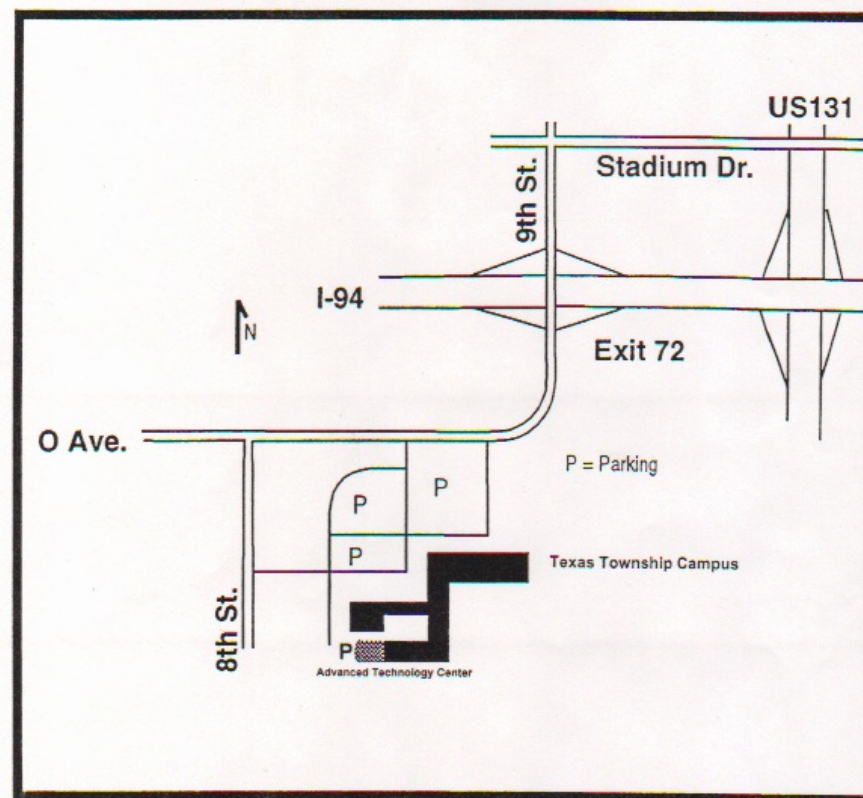 US131
Stadium Dr.
9th St.
I-94
N
Exit 72
O Ave.
P = Parking
P
P
P
Texas Township Campus
8th St.
P
Advanced Technology Center